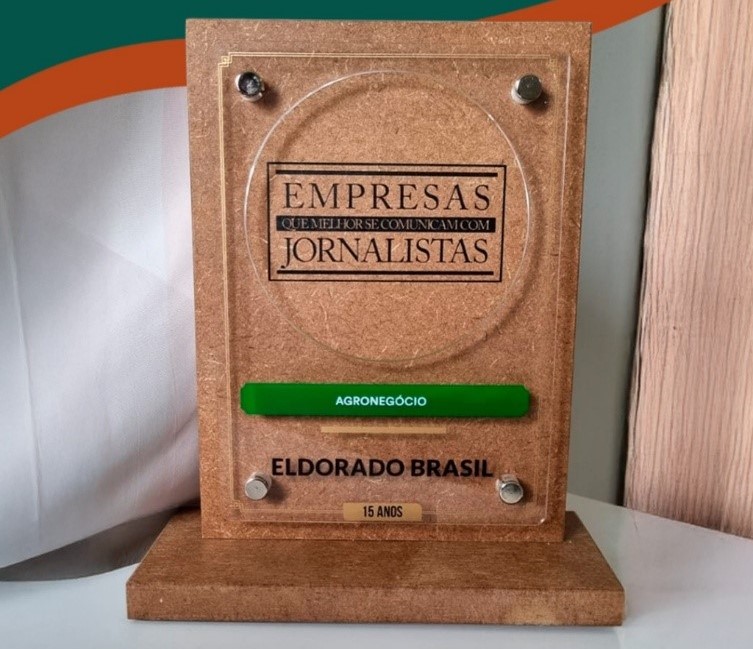 EMPRESAS
QUE MELHOR SE COMUNICAM COM
JORNALISTAS
AGRONEGÓCIO
ELDORADO BRASIL
15 ANOS